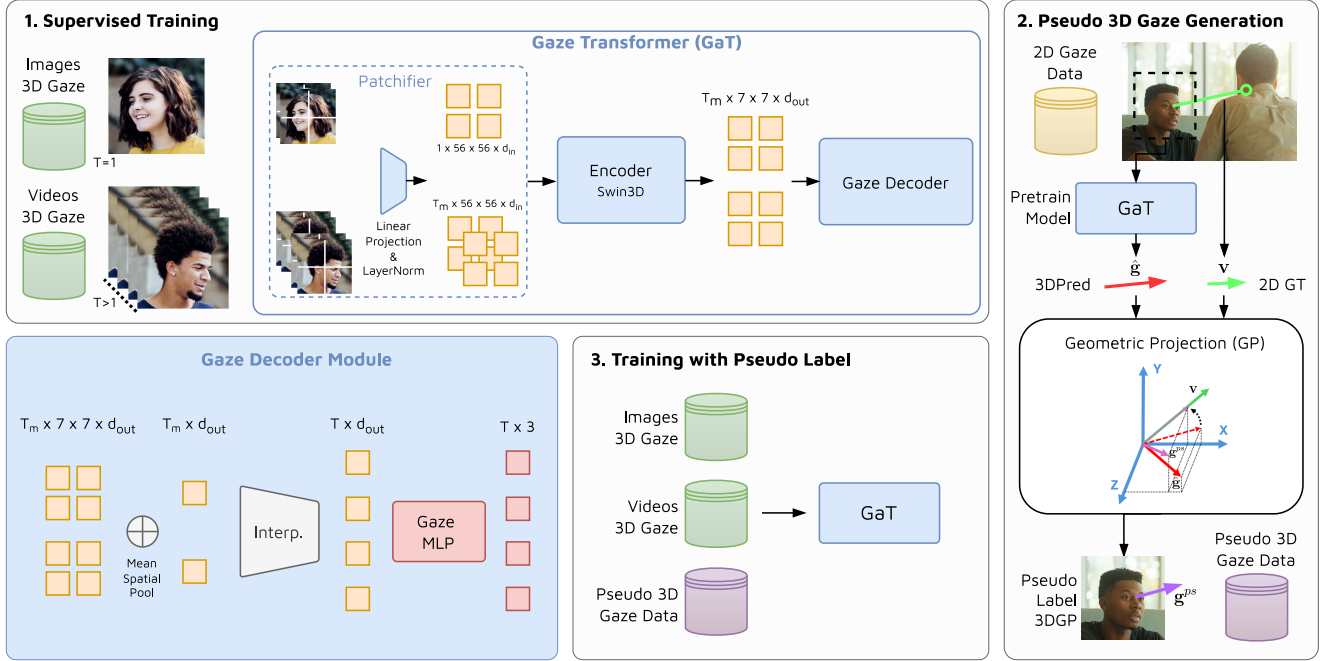 1. Supervised Training
Images
3D Gaze
T=1
Videos
3D Gaze
T>1
Gaze Transformer (GaT)
Patchifier
1 x 56 x 56 x d_in
T_m x 56 x 56 x d_in
Linear
Projection
&
LayerNorm
Encoder
Swin3D
T_m x 7 x 7 x d_out
Gaze Decoder
Gaze Decoder Module
T_m x 7 x 7 x d_out
T_m x d_out
T x d_out
T x 3
Mean
Spatial
Pool
Interp.
Gaze
MLP
3. Training with Pseudo Label
Images
3D Gaze
Videos
3D Gaze
Pseudo 3D
Gaze Data
GaT
2. Pseudo 3D Gaze Generation
2D Gaze
Data
Pretrain
Model
GaT
ĝ
v
3DPred
2D GT
Geometric Projection (GP)
Y
v
X
g^ps
ĝ
Z
Pseudo
Label
3DGP
g^ps
Pseudo 3D
Gaze Data